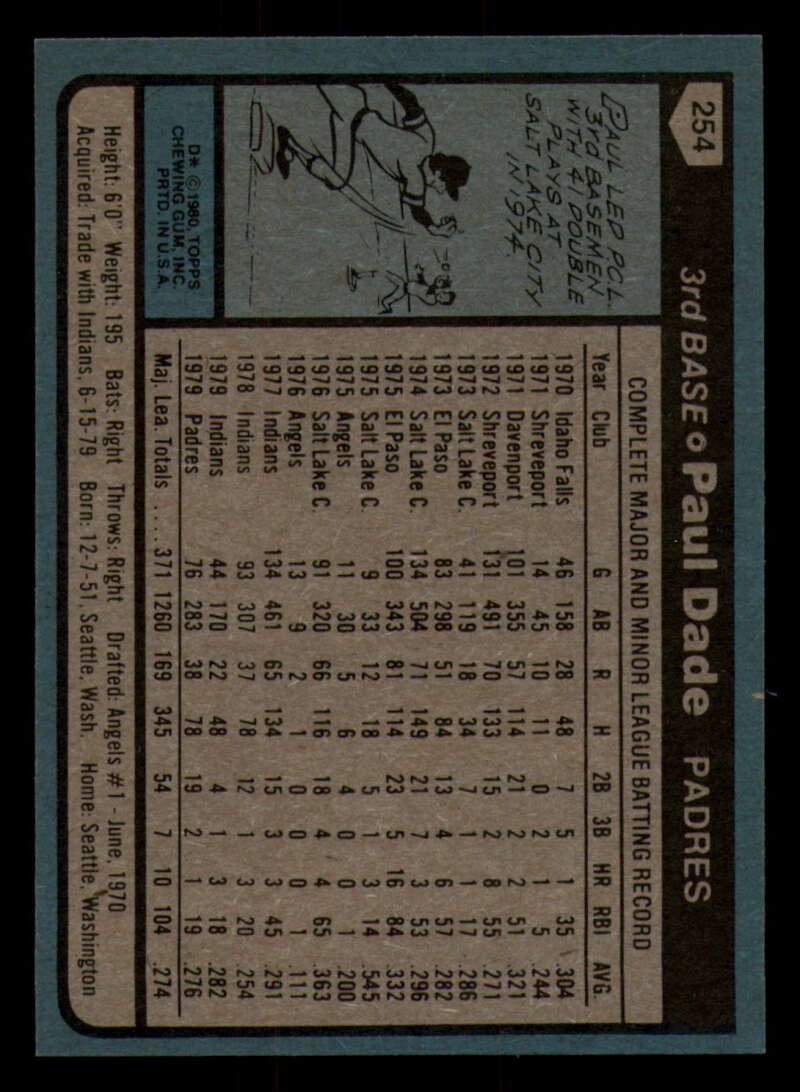 254
3rd BASE Paul Dade PADRES
PAUL LED PCL
3rd BASEMEN
WITH 41 DOUBLE
PLAYS AT
SALT LAKE CITY
IN 1974.
D* © 1980, TOPPS
CHEWING GUM, INC.
PRTD. IN U.S.A.
COMPLETE MAJOR AND MINOR LEAGUE BATTING RECORD
Year Club G AB R H 2B 3B HR RBI AVG.
1970 Idaho Falls 46 158 28 48 7 5 1 35 .304
1971 Shreveport 14 45 10 11 0 2 1 5 .244
1971 Davenport 101 355 57 114 21 2 2 51 .321
1972 Shreveport 131 491 70 133 15 2 8 55 .271
1973 Salt Lake C. 41 119 18 34 7 1 1 17 .286
1973 El Paso 83 298 51 84 13 4 6 57 .282
1974 Salt Lake C. 134 504 71 149 21 7 3 53 .296
1975 El Paso 100 343 81 114 23 5 16 84 .332
1975 Salt Lake C. 9 33 12 18 5 1 3 14 .545
1975 Angels 11 30 5 6 4 0 0 1 .200
1976 Salt Lake C. 91 320 66 116 18 4 4 65 .363
1976 Angels 13 9 2 1 0 0 0 1 .111
1977 Indians 134 461 65 134 15 3 3 45 .291
1978 Indians 93 307 37 78 12 1 3 20 .254
1979 Indians 44 170 22 48 4 1 3 18 .282
1979 Padres 76 283 38 78 19 2 1 19 .276
Maj. Lea. Totals .... 371 1260 169 345 54 7 10 104 .274
Height: 6'0" Weight: 195 Bats: Right Throws: Right Drafted: Angels #1 - June, 1970
Acquired: Trade with Indians, 6-15-79 Born: 12-7-51, Seattle, Wash. Home: Seattle, Washington